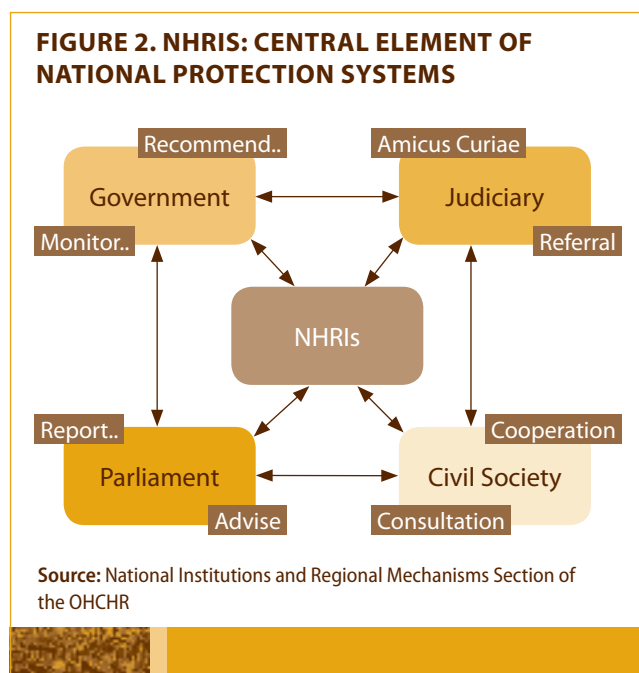 FIGURE 2. NHRIS: CENTRAL ELEMENT OF
NATIONAL PROTECTION SYSTEMS
Recommend..
Government
Monitor..
Amicus Curiae
Judiciary
Referral
NHRIs
Report..
Parliament
Advise
Cooperation
Civil Society
Consultation
Source: National Institutions and Regional Mechanisms Section of
the OHCHR